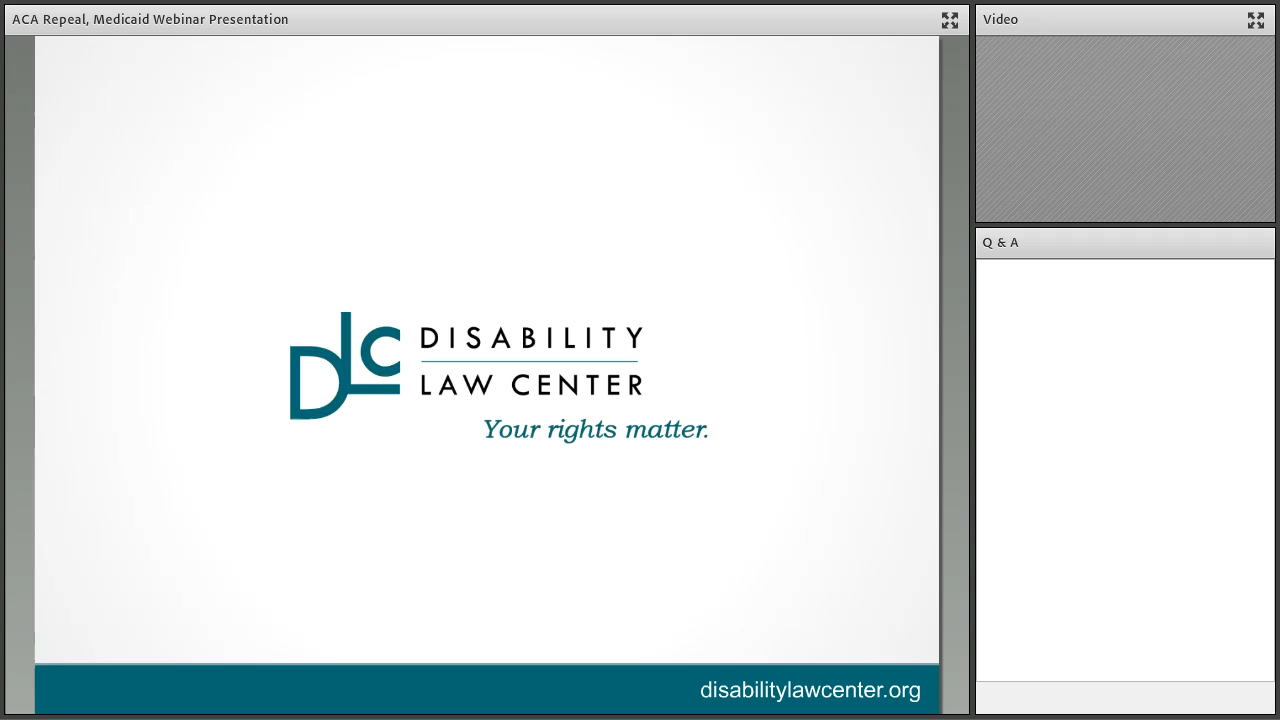 ACA Repeal, Medicaid Webinar Presentation
Video
Q & A
DLC
DISABILITY
LAW CENTER
Your rights matter.
disabilitylawcenter.org